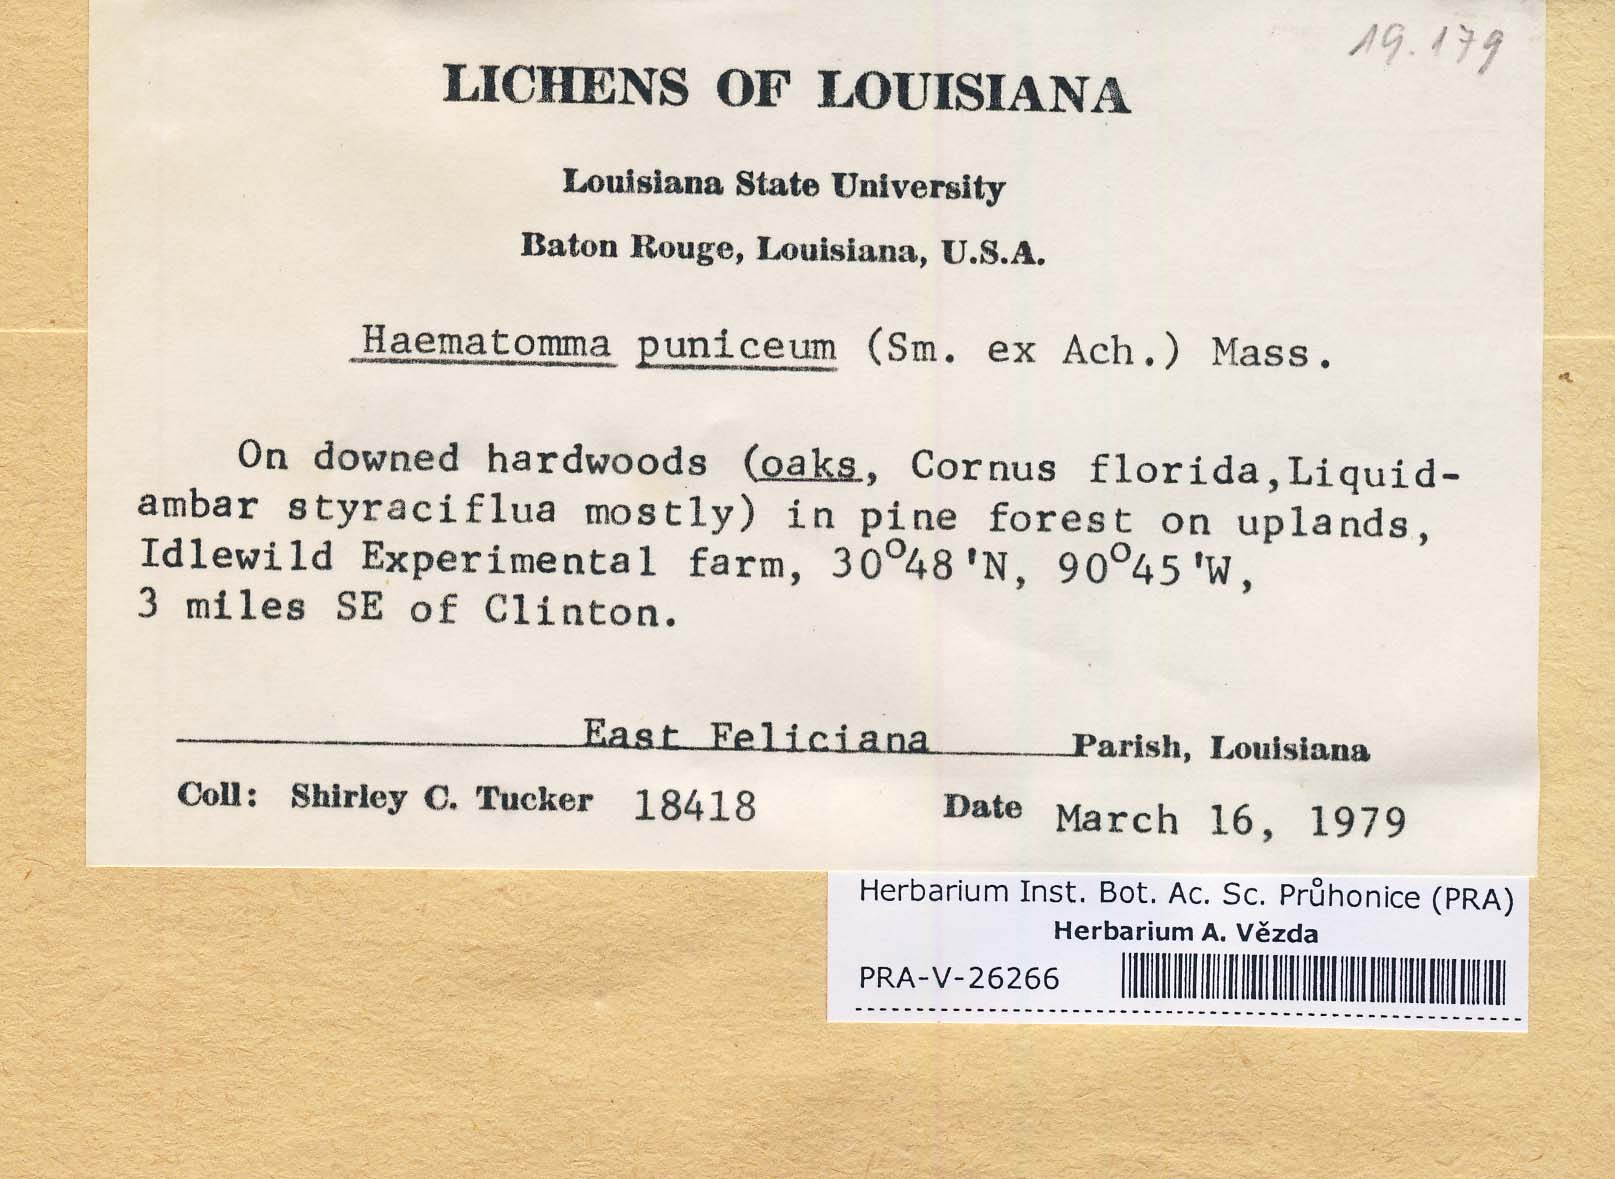 19.179
LICHENS OF LOUISIANA
Louisiana State University
Baton Rouge, Louisiana, U.S.A.
Haematomma puniceum (Sm. ex Ach.) Mass.
On downed hardwoods (oaks, Cornus florida,Liquid-
ambar styraciflua mostly) in pine forest on uplands,
Idlewild Experimental farm, 30°48'N, 90°45'W,
3 miles SE of Clinton.
East Feliciana Parish, Louisiana
Coll: Shirley C. Tucker 18418 Date March 16, 1979
Herbarium Inst. Bot. Ac. Sc. Průhonice (PRA)
Herbarium A. Vězda
PRA-V-26266